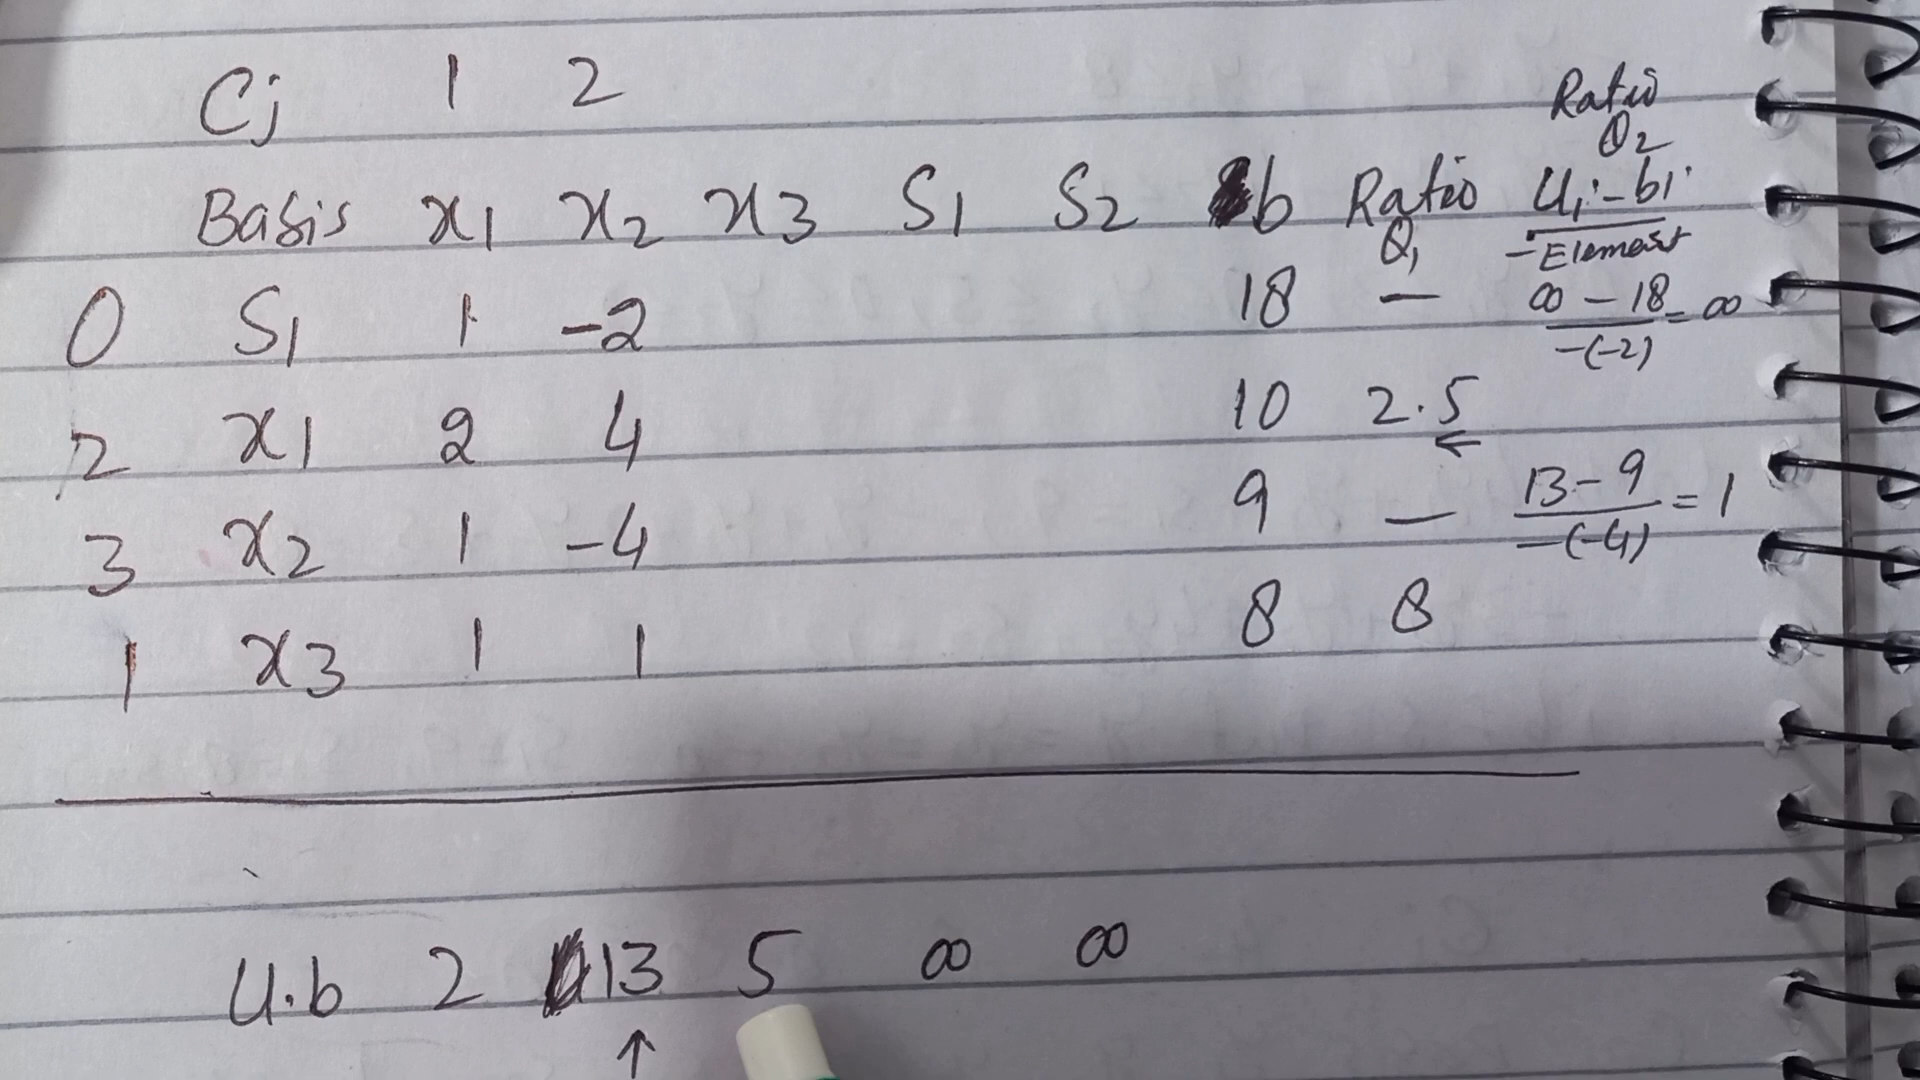 Cj 1 2 Ratio
θ2
Basis x1 x2 x3 S1 S2 b Ratio Ui-bi
θ1 -Element
0 S1 1 -2 18 - ∞ - 18 = ∞
-(-2)
2 x1 2 4 10 2.5
←
3 x2 1 -4 9 - 13-9 = 1
-(-4)
1 x3 1 1 8 8
U.b 2 13 5 ∞ ∞
↑